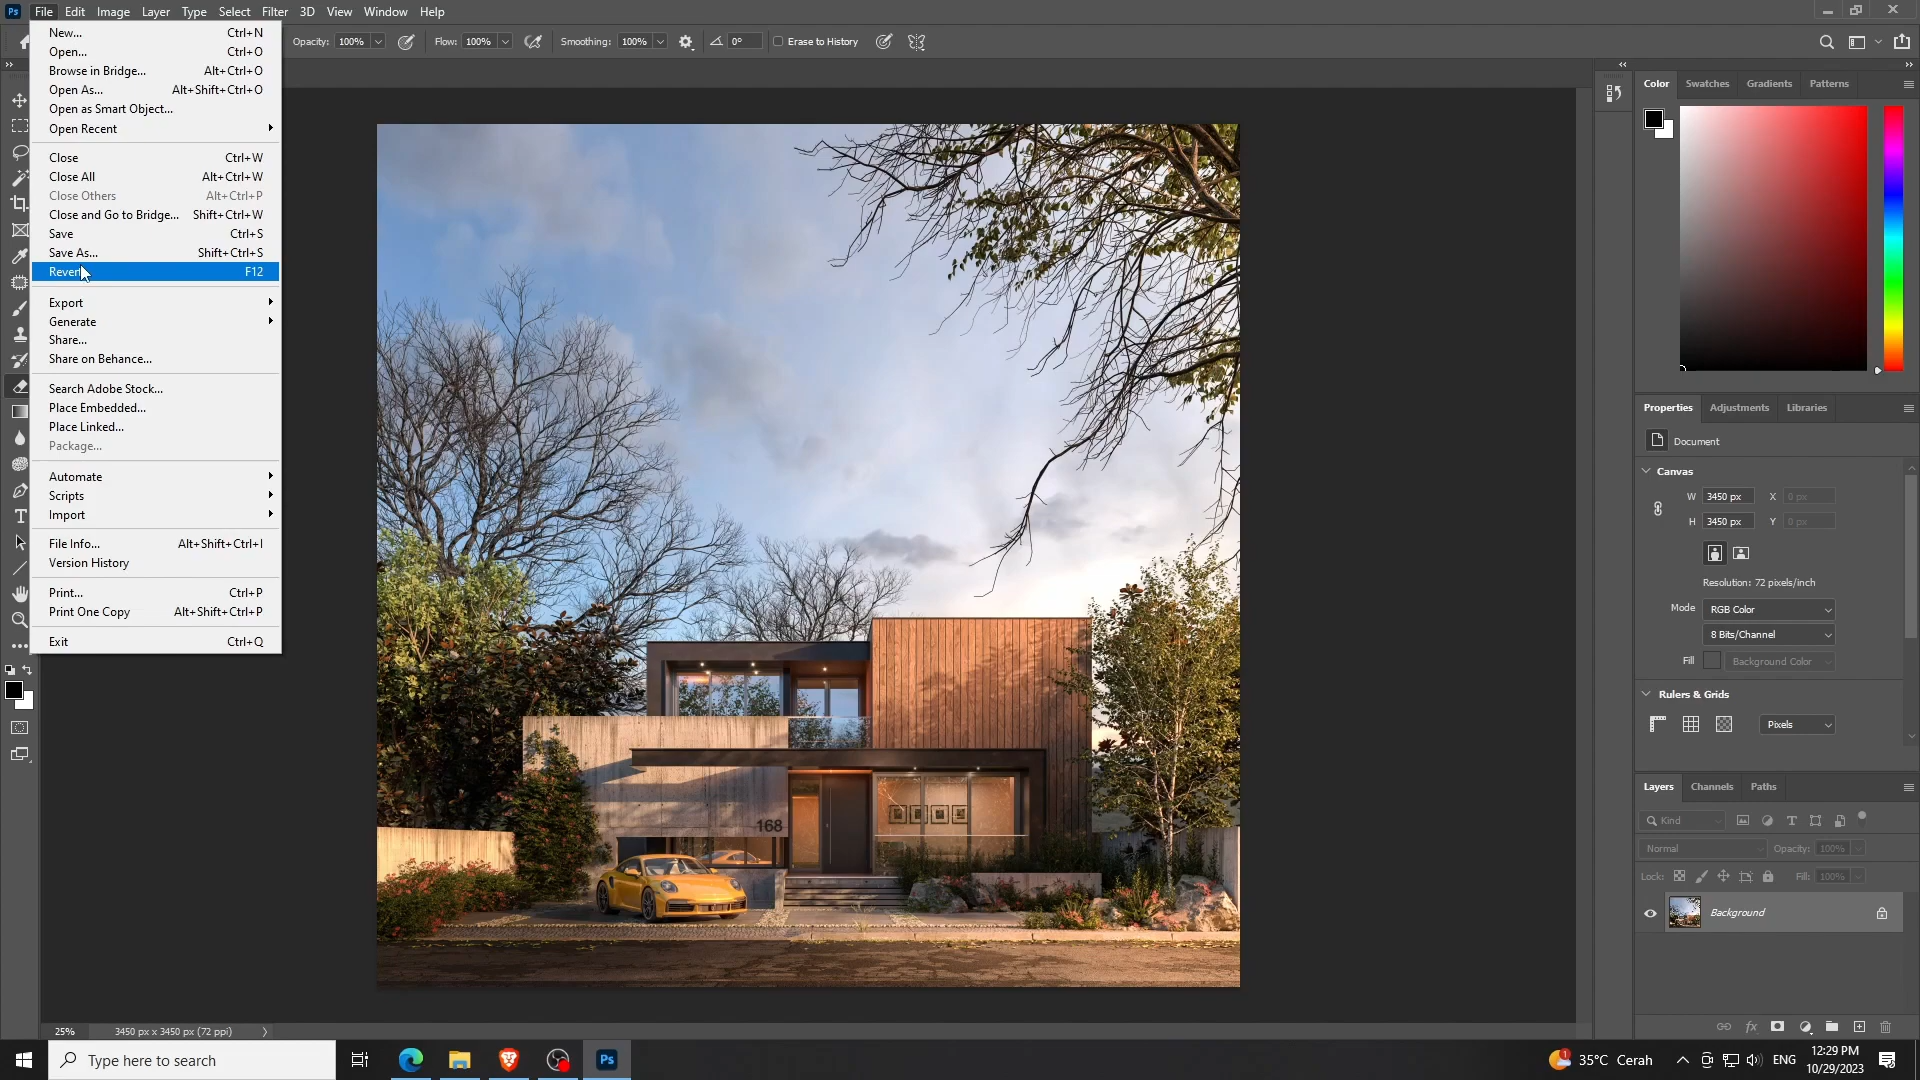 Ps File Edit Image Layer Type Select Filter 3D View Window Help
Opacity: 100% Flow: 100% Smoothing: 100% 0° Erase to History
New... Ctrl+N
Open... Ctrl+O
Browse in Bridge... Alt+Ctrl+O
Open As... Alt+Shift+Ctrl+O
Open as Smart Object...
Open Recent
Close Ctrl+W
Close All Alt+Ctrl+W
Close Others Alt+Ctrl+P
Close and Go to Bridge... Shift+Ctrl+W
Save Ctrl+S
Save As... Shift+Ctrl+S
Revert F12
Export
Generate
Share...
Share on Behance...
Search Adobe Stock...
Place Embedded...
Place Linked...
Package...
Automate
Scripts
Import
File Info... Alt+Shift+Ctrl+I
Version History
Print... Ctrl+P
Print One Copy Alt+Shift+Ctrl+P
Exit Ctrl+Q
168
Color Swatches Gradients Patterns
Properties Adjustments Libraries
Document
Canvas
W 3450 px X 0 px
H 3450 px Y 0 px
Resolution: 72 pixels/inch
Mode RGB Color
8 Bits/Channel
Fill Background Color
Rulers & Grids
Pixels
Layers Channels Paths
Kind
Normal Opacity: 100%
Lock: Fill: 100%
Background
25% 3450 px x 3450 px (72 ppi)
Type here to search
Ps
1 35°C Cerah ENG 12:29 PM
10/29/2023